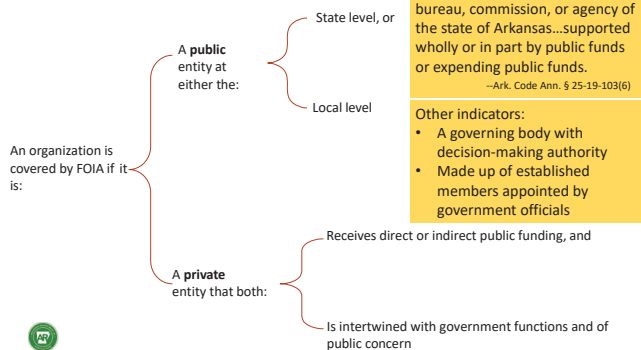 An organization is
covered by FOIA if it
is:
A public
entity at
either the:
State level, or
Local level
bureau, commission, or agency of
the state of Arkansas...supported
wholly or in part by public funds
or expending public funds.
--Ark. Code Ann. § 25-19-103(6)
Other indicators:
• A governing body with
decision-making authority
• Made up of established
members appointed by
government officials
A private
entity that both:
Receives direct or indirect public funding, and
Is intertwined with government functions and of
public concern
AR